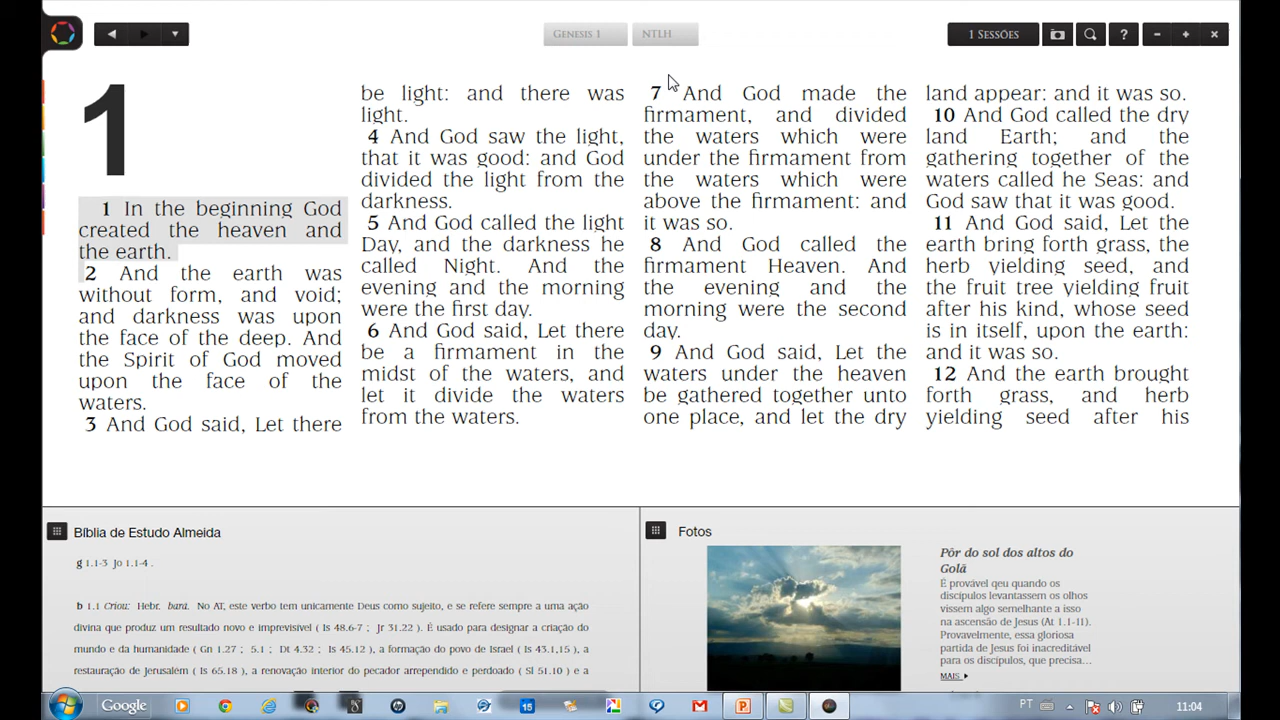 GENESIS 1
NTLH
1 SESSÕES
?
1
1 In the beginning God
created the heaven and
the earth.
2 And the earth was
without form, and void;
and darkness was upon
the face of the deep. And
the Spirit of God moved
upon the face of the
waters.
3 And God said, Let there
be light: and there was
light.
4 And God saw the light,
that it was good: and God
divided the light from the
darkness.
5 And God called the light
Day, and the darkness he
called Night. And the
evening and the morning
were the first day.
6 And God said, Let there
be a firmament in the
midst of the waters, and
let it divide the waters
from the waters.
7 And God made the
firmament, and divided
the waters which were
under the firmament from
the waters which were
above the firmament: and
it was so.
8 And God called the
firmament Heaven. And
the evening and the
morning were the second
day.
9 And God said, Let the
waters under the heaven
be gathered together unto
one place, and let the dry
land appear: and it was so.
10 And God called the dry
land Earth; and the
gathering together of the
waters called he Seas: and
God saw that it was good.
11 And God said, Let the
earth bring forth grass, the
herb yielding seed, and
the fruit tree yielding fruit
after his kind, whose seed
is in itself, upon the earth:
and it was so.
12 And the earth brought
forth grass, and herb
yielding seed after his
Bíblia de Estudo Almeida
g 1.1-3 Jo 1.1-4 .
b 1.1 Criou: Hebr. bará. No AT, este verbo tem unicamente Deus como sujeito, e se refere sempre a uma ação
divina que produz um resultado novo e imprevisível ( Is 48.6-7 ; Jr 31.22 ). É usado para designar a criação do
mundo e da humanidade ( Gn 1.27 ; 5.1 ; Dt 4.32 ; Is 45.12 ), a formação do povo de Israel ( Is 43.1,15 ), a
restauração de Jerusalém ( Is 65.18 ), a renovação interior do pecador arrependido e perdoado ( Sl 51.10 ) e a
Fotos
Pôr do sol dos altos do
Golã
É provável qeu quando os
discípulos levantassem os olhos
vissem algo semelhante a isso
na ascensão de Jesus (At 1.1-11).
Provavelmente, essa gloriosa
partida de Jesus foi inacreditável
para os discípulos, que precisa...
MAIS
Google
15
PT
11:04